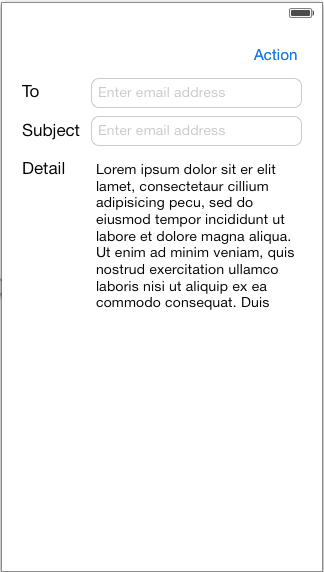 Action
To
Enter email address
Subject
Enter email address
Detail
Lorem ipsum dolor sit er elit
lamet, consectetaur cillium
adipisicing pecu, sed do
eiusmod tempor incididunt ut
labore et dolore magna aliqua.
Ut enim ad minim veniam, quis
nostrud exercitation ullamco
laboris nisi ut aliquip ex ea
commodo consequat. Duis